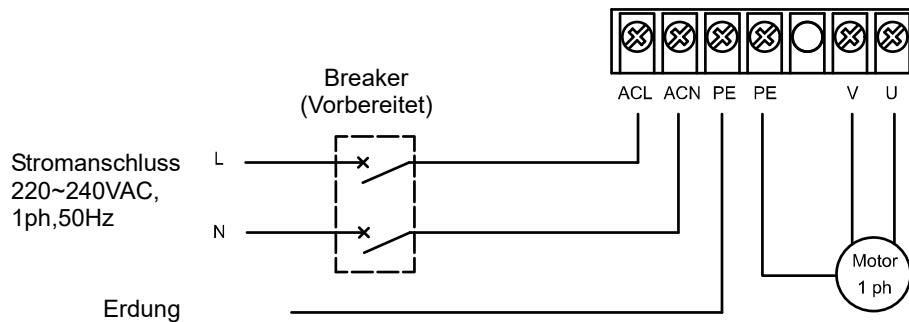 ACL ACN PE PE V U
Breaker
(Vorbereitet)
Stromanschluss
220~240VAC,
1ph,50Hz
L
N
Erdung
Motor
1 ph